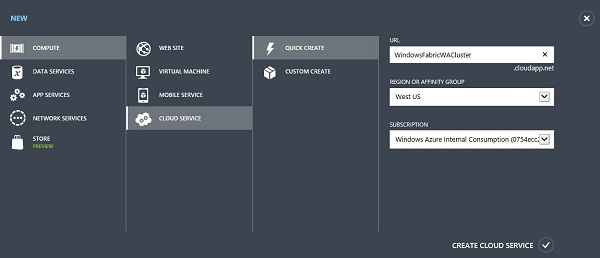 NEW
COMPUTE
DATA SERVICES
APP SERVICES
NETWORK SERVICES
STORE
PREVIEW
WEB SITE
VIRTUAL MACHINE
MOBILE SERVICE
CLOUD SERVICE
QUICK CREATE
CUSTOM CREATE
URL
WindowsFabricWACluster
.cloudapp.net
REGION OR AFFINITY GROUP
West US
SUBSCRIPTION
Windows Azure Internal Consumption (0754ecc2
CREATE CLOUD SERVICE